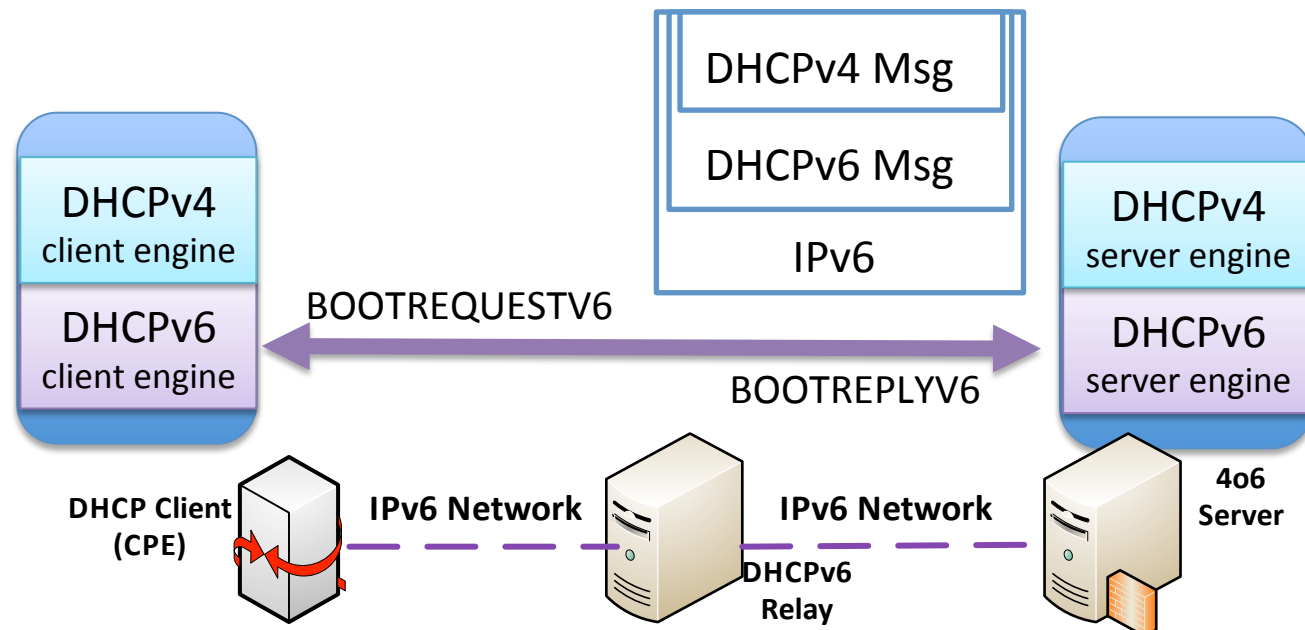 DHCPv4 Msg
DHCPv6 Msg
IPv6
DHCPv4
client engine
DHCPv6
client engine
BOOTREQUESTV6
BOOTREPLYV6
DHCPv4
server engine
DHCPv6
server engine
DHCP Client
(CPE)
IPv6 Network
DHCPv6
Relay
IPv6 Network
4o6
Server